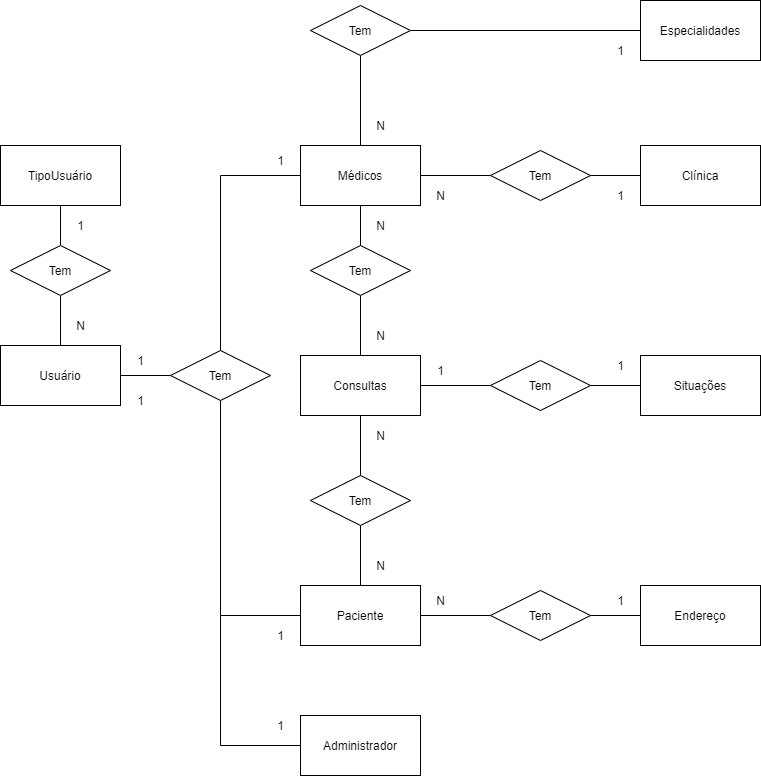 Tem
Especialidades
1
N
1
TipoUsuário
Médicos
Tem
Clínica
N
1
1
N
Tem
Tem
N
N
1
Usuário
1
Tem
Consultas
1
Tem
1
Situações
1
N
Tem
N
Paciente
N
Tem
1
Endereço
1
1
Administrador